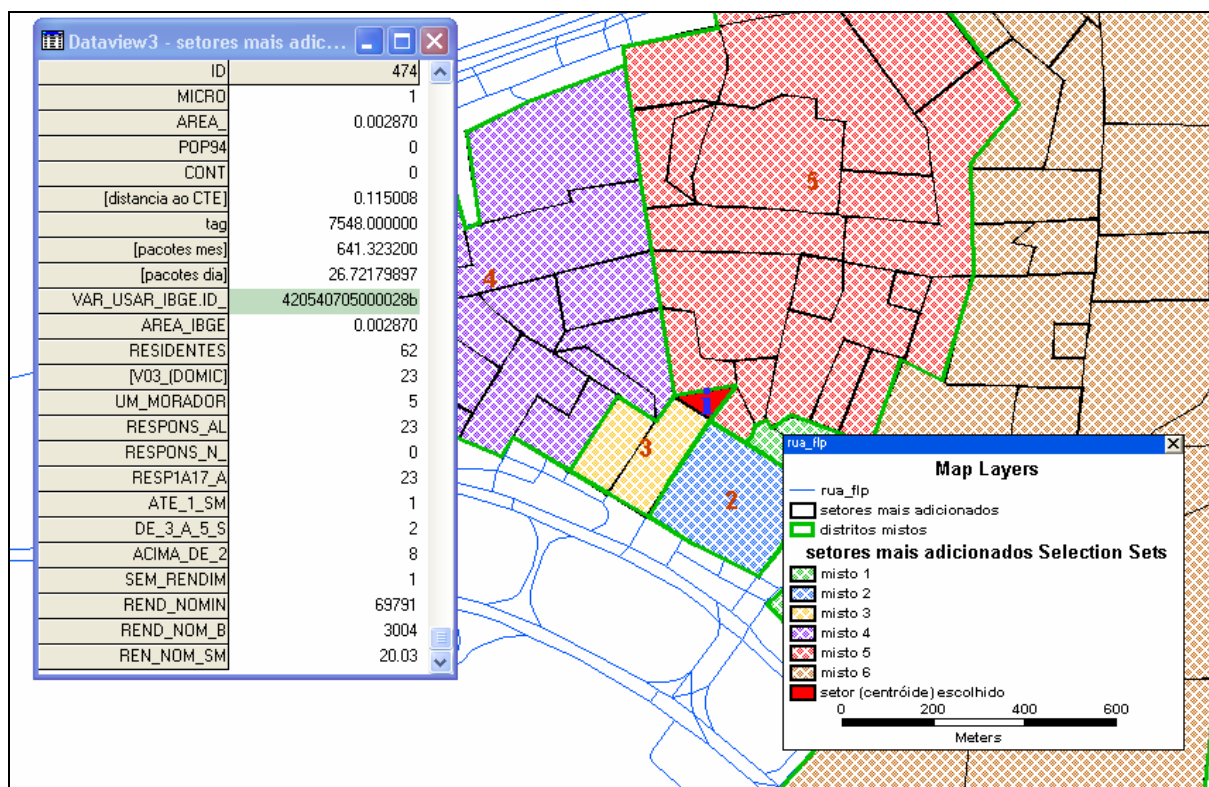 Dataview3 - setores mais adic...
ID 474
MICRO 1
AREA_ 0.002870
POP94 0
CONT 0
[distancia ao CTE] 0.115008
tag 7548.000000
[pacotes mes] 641.323200
[pacotes dia] 26.72179897
VAR_USAR_IBGE.ID_ 420540705000028b
AREA_IBGE 0.002870
RESIDENTES 62
[V03_(DOMIC] 23
UM_MORADOR 5
RESPONS_AL 23
RESPONS_N_ 0
RESP1A17_A 23
ATE_1_SM 1
DE_3_A_5_S 2
ACIMA_DE_2 8
SEM_RENDIM 1
REND_NOMIN 69791
REND_NOM_B 3004
REN_NOM_SM 20.03
5
4
3
2
i
rua_flp
Map Layers
rua_flp
setores mais adicionados
distritos mistos
setores mais adicionados Selection Sets
misto 1
misto 2
misto 3
misto 4
misto 5
misto 6
setor (centróide) escolhido
0 200 400 600
Meters